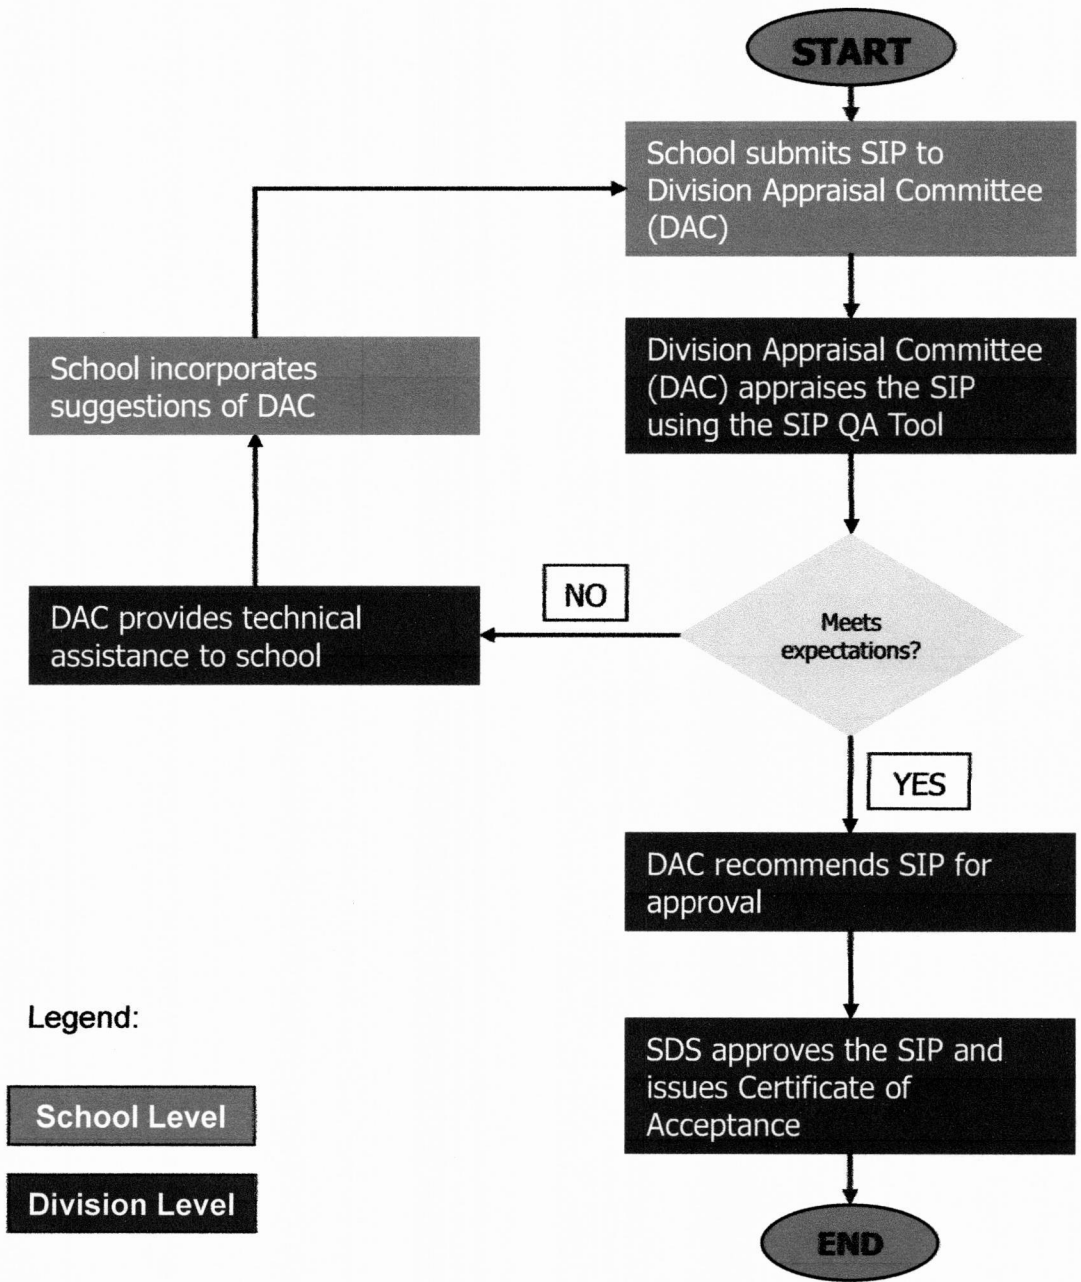 START
School submits SIP to
Division Appraisal Committee
(DAC)
Division Appraisal Committee
(DAC) appraises the SIP
using the SIP QA Tool
School incorporates
suggestions of DAC
DAC provides technical
assistance to school
NO
Meets
expectations?
YES
DAC recommends SIP for
approval
SDS approves the SIP and
issues Certificate of
Acceptance
END
Legend:
School Level
Division Level